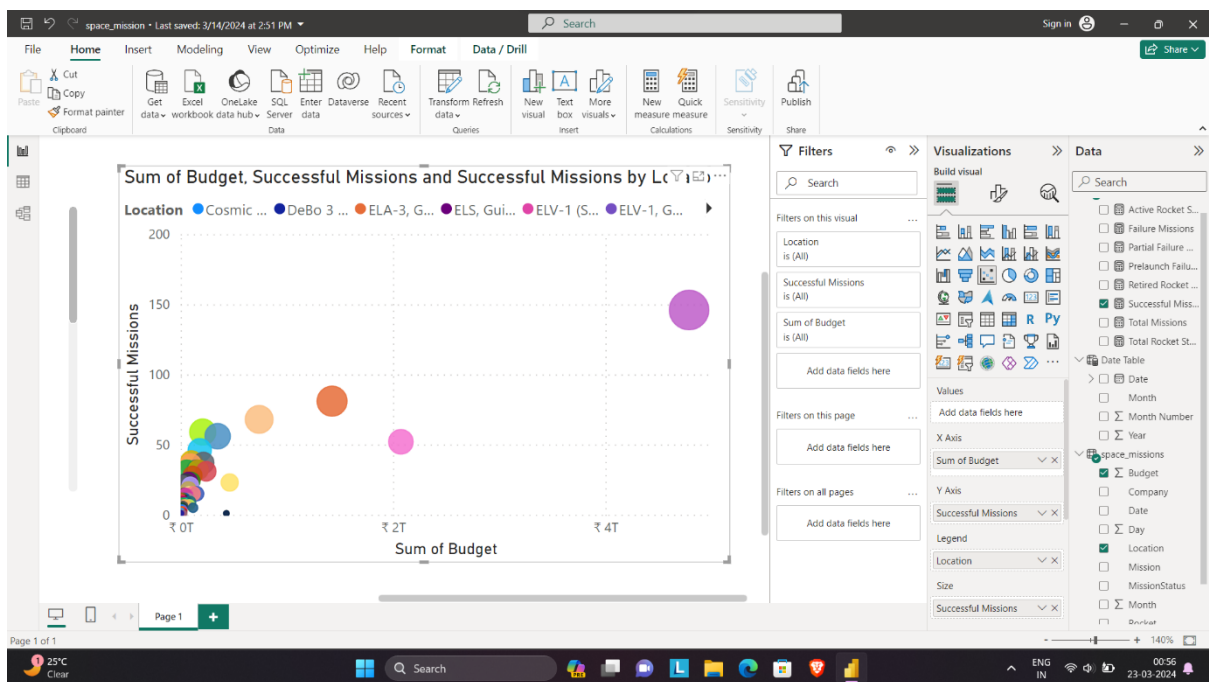 space_mission • Last saved: 3/14/2024 at 2:51 PM
Search
Sign in
File Home Insert Modeling View Optimize Help Format Data / Drill
Share
Paste
Cut
Copy
Format painter
Get data
Excel workbook
OneLake data hub
SQL Server
Enter data
Dataverse
Recent sources
Transform data
Refresh
New visual
Text box
More visuals
New measure
Quick measure
Sensitivity
Publish
Clipboard
Data
Queries
Insert
Calculations
Sensitivity
Share
Sum of Budget, Successful Missions and Successful Missions by
Location Cosmic ... DeBo 3 ... ELA-3, G... ELS, Gui... ELV-1 (S... ELV-1, G...
Successful Missions
200
150
100
50
0
₹ 0T ₹ 2T ₹ 4T
Sum of Budget
Filters
Search
Filters on this visual ...
Location
is (All)
Successful Missions
is (All)
Sum of Budget
is (All)
Add data fields here
Filters on this page ...
Add data fields here
Filters on all pages ...
Add data fields here
Visualizations
Build visual
123
R Py
...
Values
Add data fields here
X Axis
Sum of Budget
Y Axis
Successful Missions
Legend
Location
Size
Successful Missions
Data
Search
Active Rocket S...
Failure Missions
Partial Failure ...
Prelaunch Failu...
Retired Rocket ...
Successful Miss...
Total Missions
Total Rocket St...
Date Table
Date
Month
Month Number
Year
space_missions
Budget
Company
Date
Day
Location
Mission
MissionStatus
Month
Rocket
Page 1
Page 1 of 1
140%
1
25°C
Clear
Search
PRE
L
ENG
IN
00:56
23-03-2024